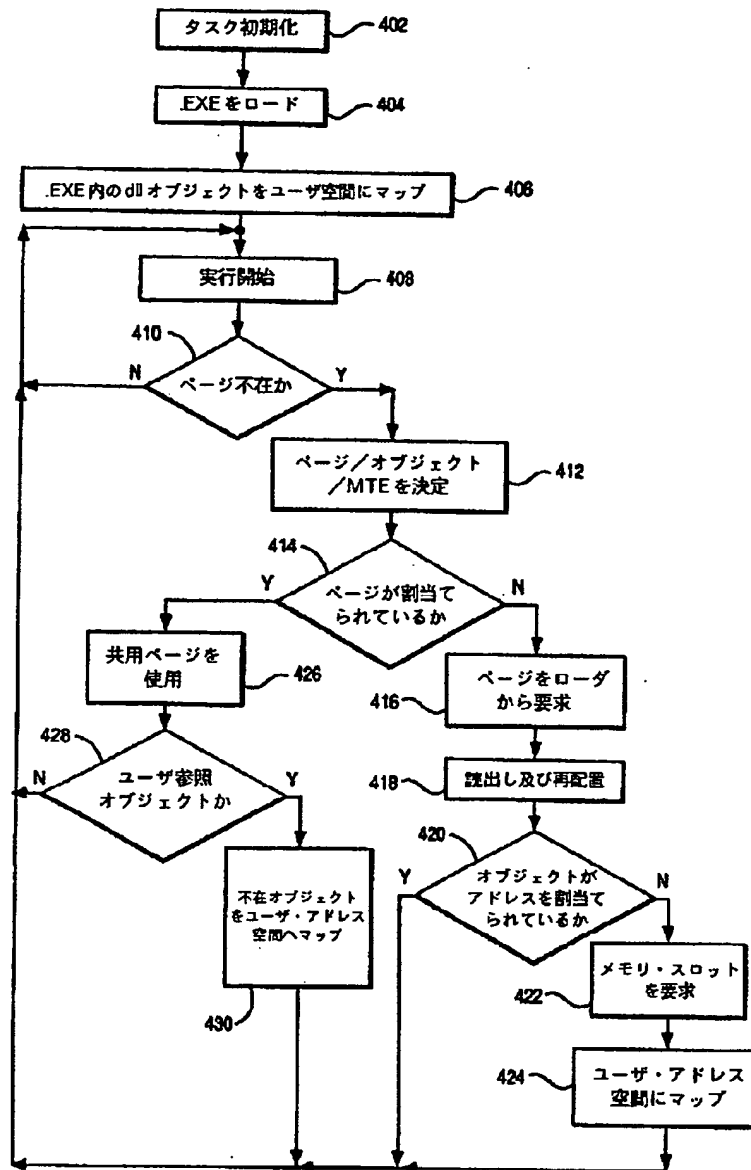 タスク初期化
402
.EXEをロード
404
.EXE内のdllオブジェクトをユーザ空間にマップ
406
実行開始
408
410
N
ページ不在か
Y
ページ/オブジェクト
/MTEを決定
412
414
Y
ページが割当て
られているか
N
共用ページを
使用
426
ページをローダ
から要求
416
428
N
ユーザ参照
オブジェクトか
Y
読出し及び再配置
418
420
Y
オブジェクトが
アドレスを割当て
られているか
N
不在オブジェクト
をユーザ・アドレス
空間へマップ
430
メモリ・スロット
を要求
422
ユーザ・アドレス
空間にマップ
424